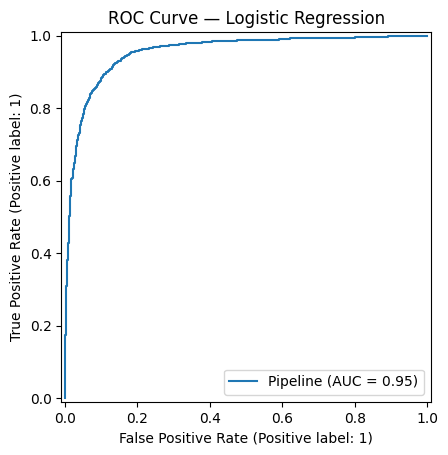 ROC Curve — Logistic Regression
1.0
0.8
0.6
0.4
0.2
0.0
True Positive Rate (Positive label: 1)
Pipeline (AUC = 0.95)
0.0 0.2 0.4 0.6 0.8 1.0
False Positive Rate (Positive label: 1)